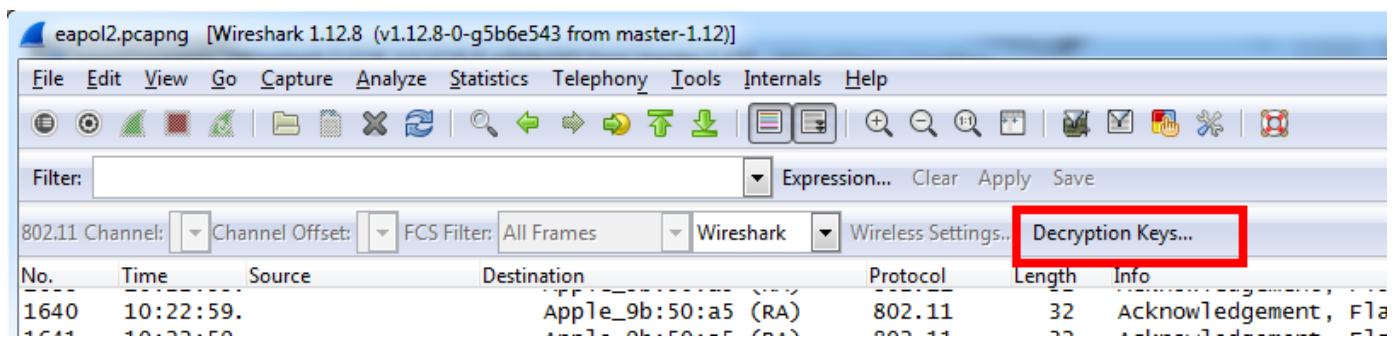 eapol2.pcapng [Wireshark 1.12.8 (v1.12.8-0-g5b6e543 from master-1.12)]
File Edit View Go Capture Analyze Statistics Telephony Tools Internals Help
Filter: Expression... Clear Apply Save
802.11 Channel: Channel Offset: FCS Filter: All Frames Wireshark Wireless Settings... Decryption Keys...
No. Time Source Destination Protocol Length Info
1640 10:22:59. Apple_9b:50:a5 (RA) 802.11 32 Acknowledgement, Fla